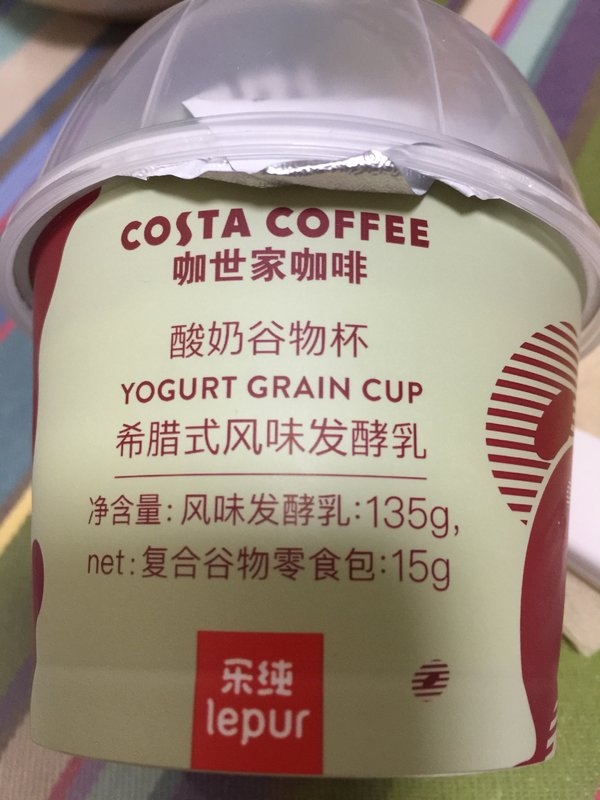 COSTA COFFEE
咖世家咖啡
酸奶谷物杯
YOGURT GRAIN CUP
希腊式风味发酵乳
净含量:风味发酵乳:135g,
net:复合谷物零食包:15g
乐纯
lepur